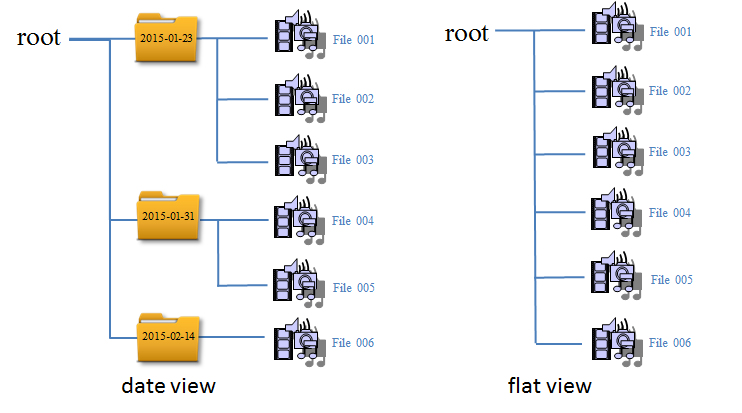 root
2015-01-23
File 001
File 002
File 003
2015-01-31
File 004
File 005
2015-02-14
File 006
date view
root
File 001
File 002
File 003
File 004
File 005
File 006
flat view